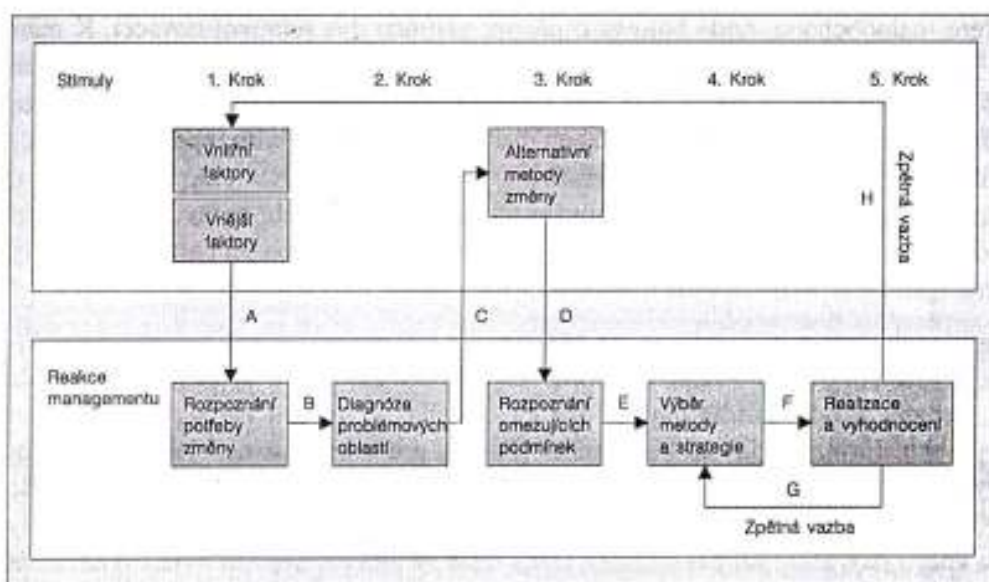 Stimuly
1. Krok
2. Krok
3. Krok
4. Krok
5. Krok
Vnitřní
faktory
Vnější
faktory
Alternativní
metody
změny
H
Zpětná vazba
A
C
D
Reakce
managementu
Rozpoznání
potřeby
změny
B
Diagnóza
problémových
oblastí
Rozpoznání
omezujících
podmínek
E
Výběr
metody
a strategie
F
Realizace
a vyhodnocení
G
Zpětná vazba